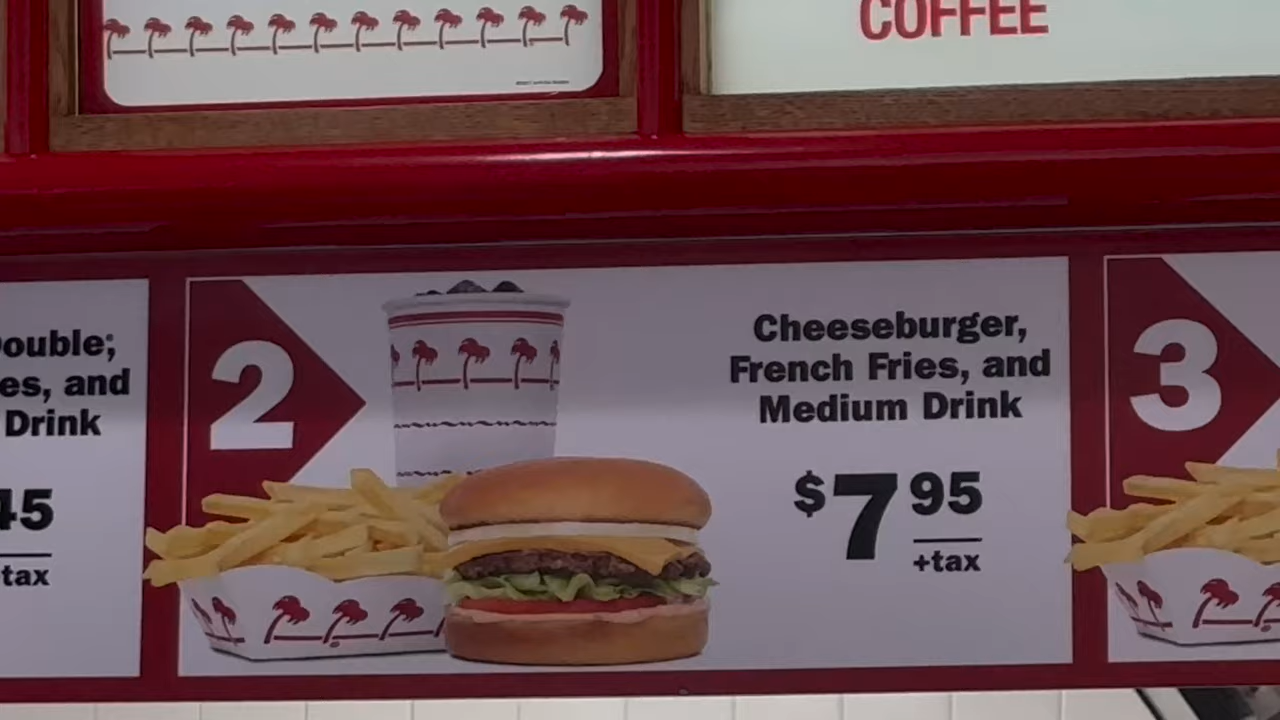 COFFEE
ouble;
es, and
Drink
45
tax
2
Cheeseburger,
French Fries, and
Medium Drink
$7 95
+tax
3